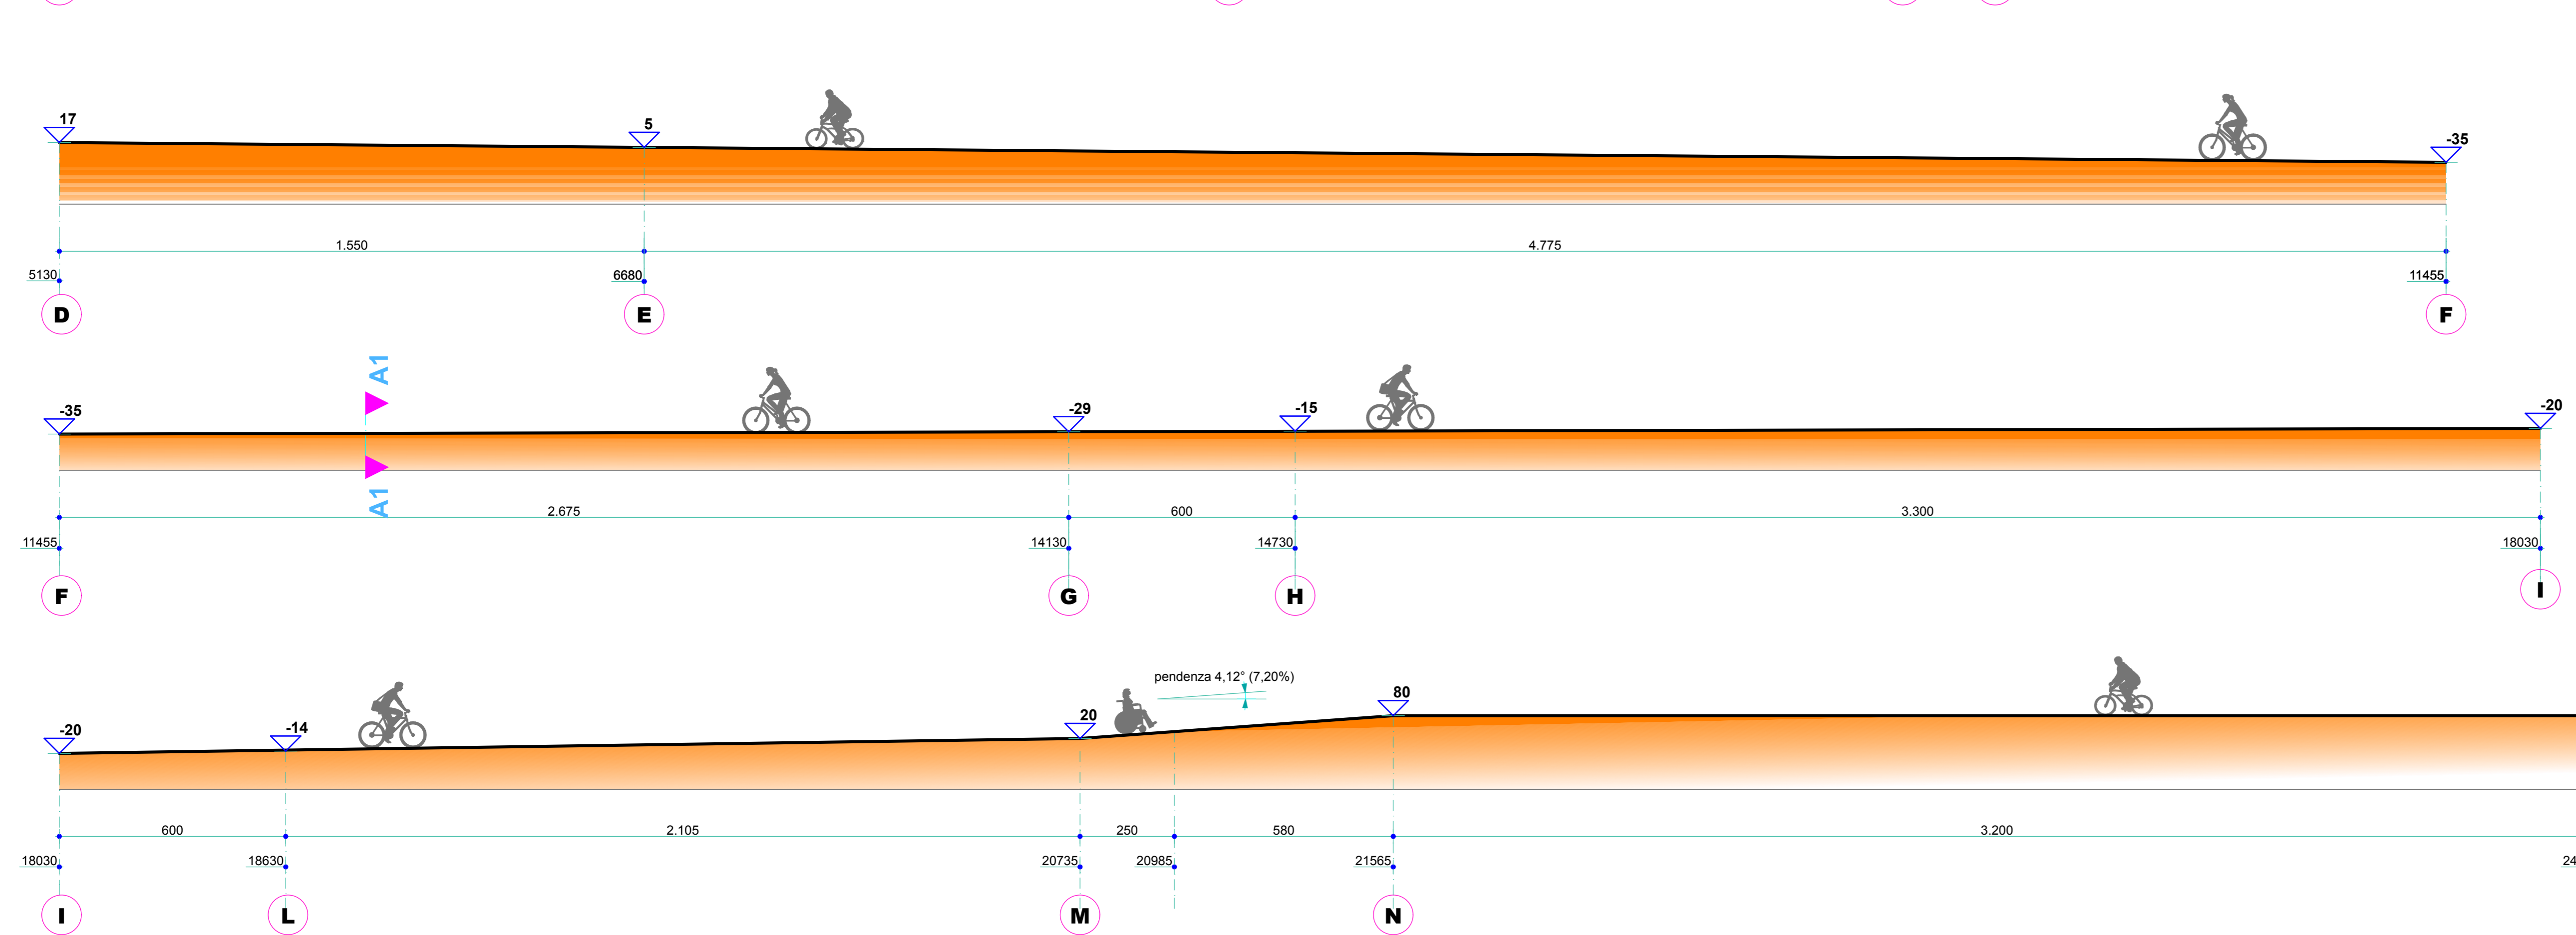 17 5 -35
1.550 4.775
5130 6680 11455
D E F
A1
-35 -29 -15 -20
A1
2.675 600 3.300
11455 14130 14730 18030
F G H I
pendenza 4,12° (7,20%)
-20 -14 20 80
600 2.105 250 580 3.200
18030 18630 20735 20985 21565 24
I L M N